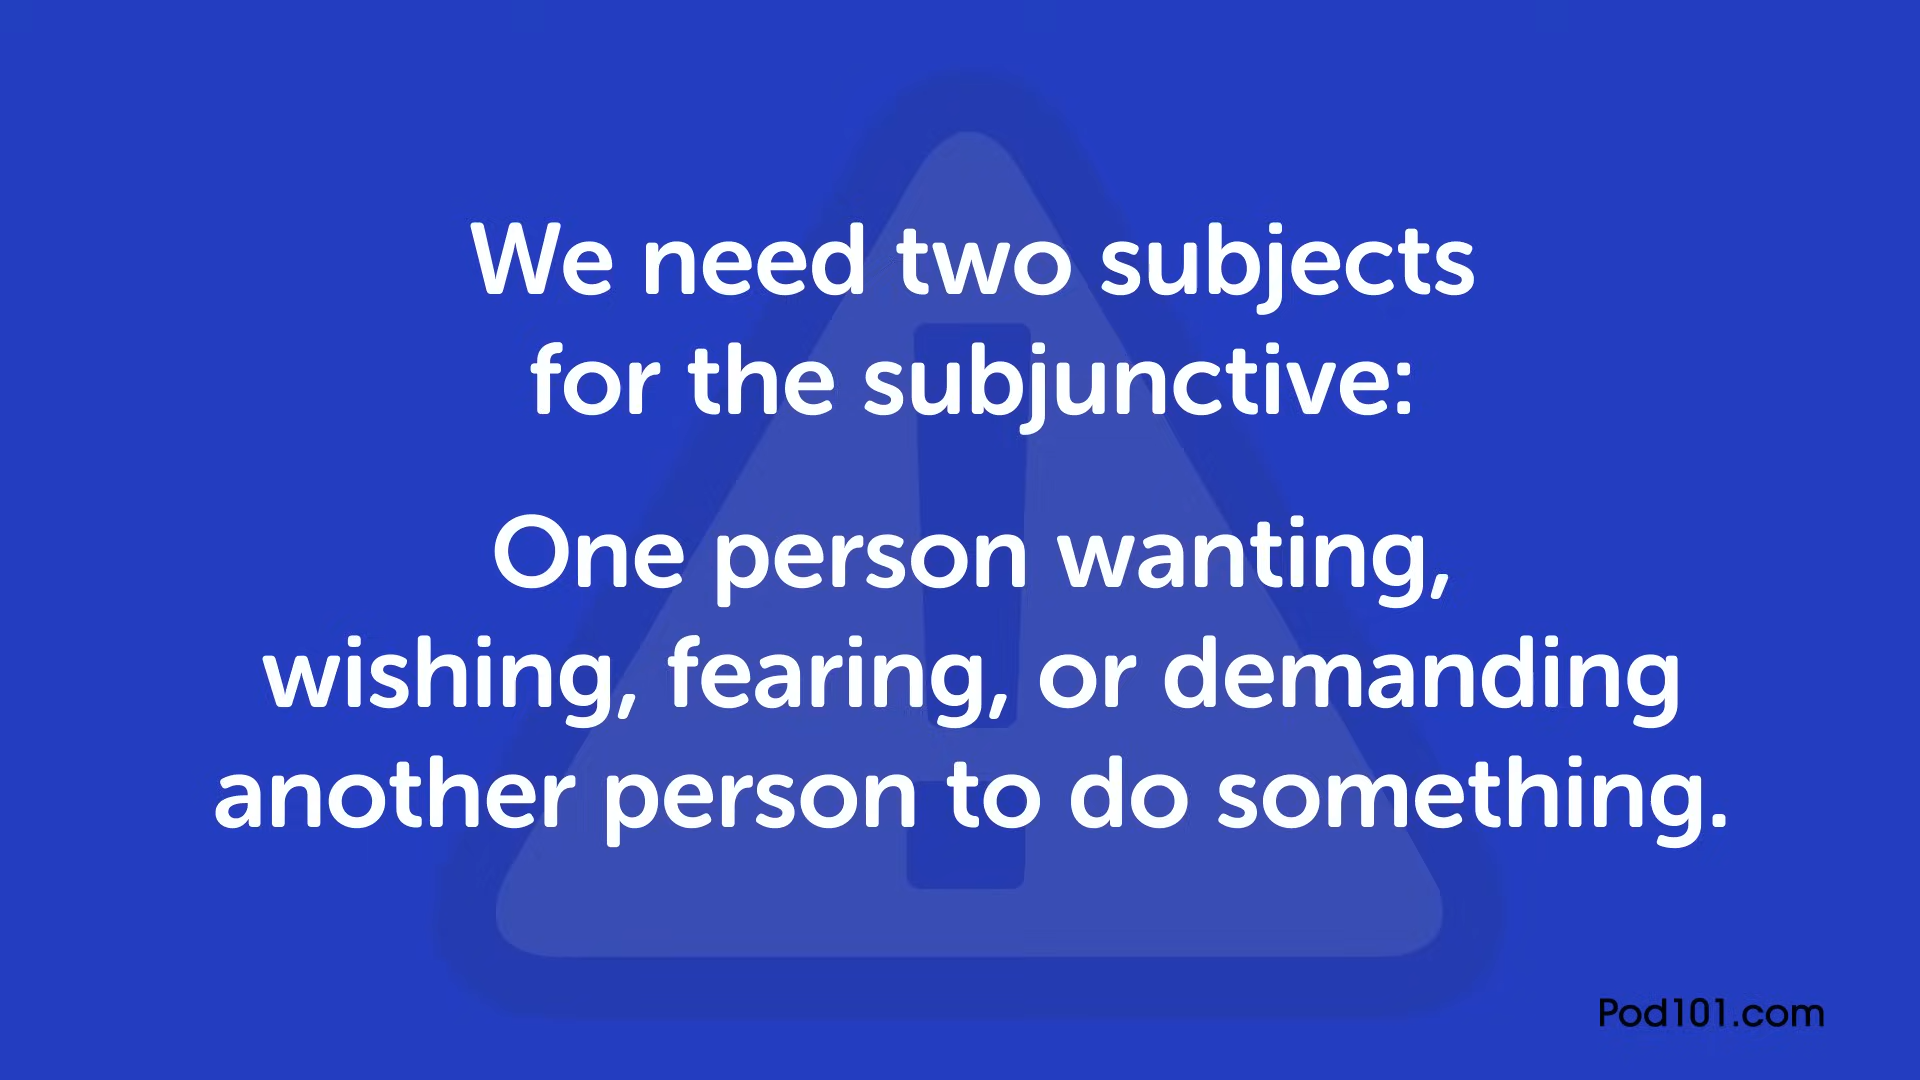 We need two subjects
for the subjunctive:
One person wanting,
wishing, fearing, or demanding
another person to do something.
Pod101.com